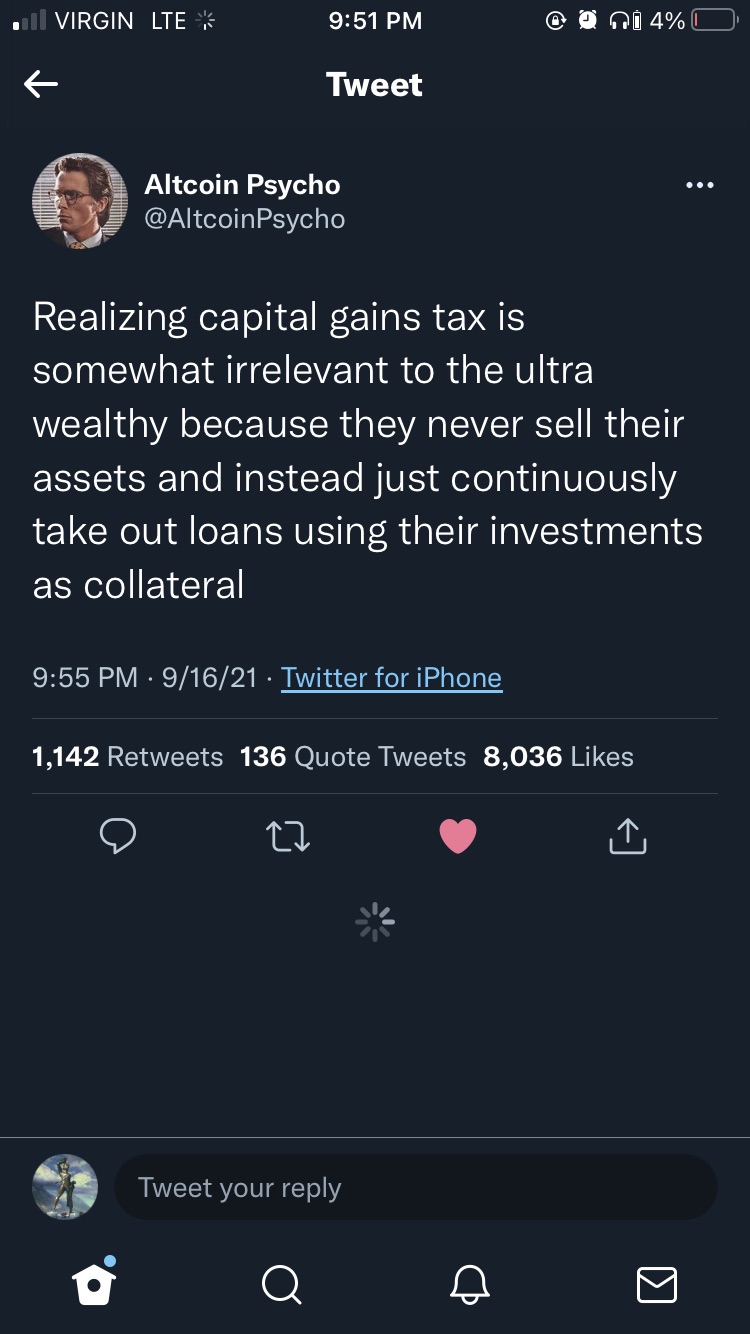 VIRGIN LTE 9:51 PM 4%
Tweet
Altcoin Psycho
@AltcoinPsycho
Realizing capital gains tax is
somewhat irrelevant to the ultra
wealthy because they never sell their
assets and instead just continuously
take out loans using their investments
as collateral
9:55 PM · 9/16/21 · Twitter for iPhone
1,142 Retweets 136 Quote Tweets 8,036 Likes
Tweet your reply